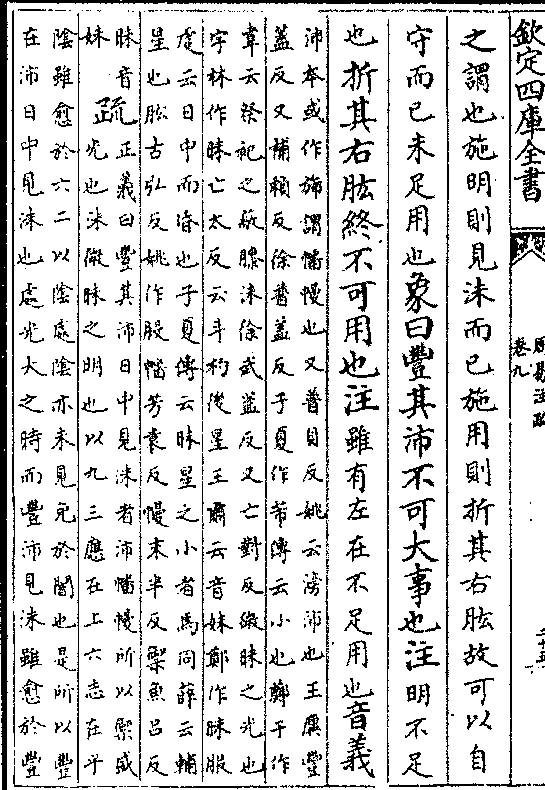 欽定四庫全書
周易注疏
卷九
二十五
之謂也施明則見沬而已施用則折其右肱故可以自
守而已未足用也象曰豐其沛不可大事也注明不足
也折其右肱終不可用也注雖有左在不足用也音義
沛本或作旆謂幡幔也又普貝反姚云滂沛也王廙豐
蓋反又補賴反徐普蓋反子夏作芾傳云小也鄭干作
韋云祭祀之蔽膝沬徐武蓋反又亡對反微昧之光也
字林作昧亡太反云斗杓後星王肅云音妹鄭作昧服
虔云日中而昏也子夏傳云昧星之小者馬同薛云輔
星也肱古弘反姚作股幡芳袁反幔末半反禦魚吕反
昧音
妹
疏
正義曰豐其沛日中見沬者沛幡幔所以禦盛
光也沬微昧之明也以九三應在上六志在乎
陰雖愈於六二以陰處陰亦未見免於闇也是所以豐
在沛日中見沬也處光大之時而豐沛見沬雖愈於豐